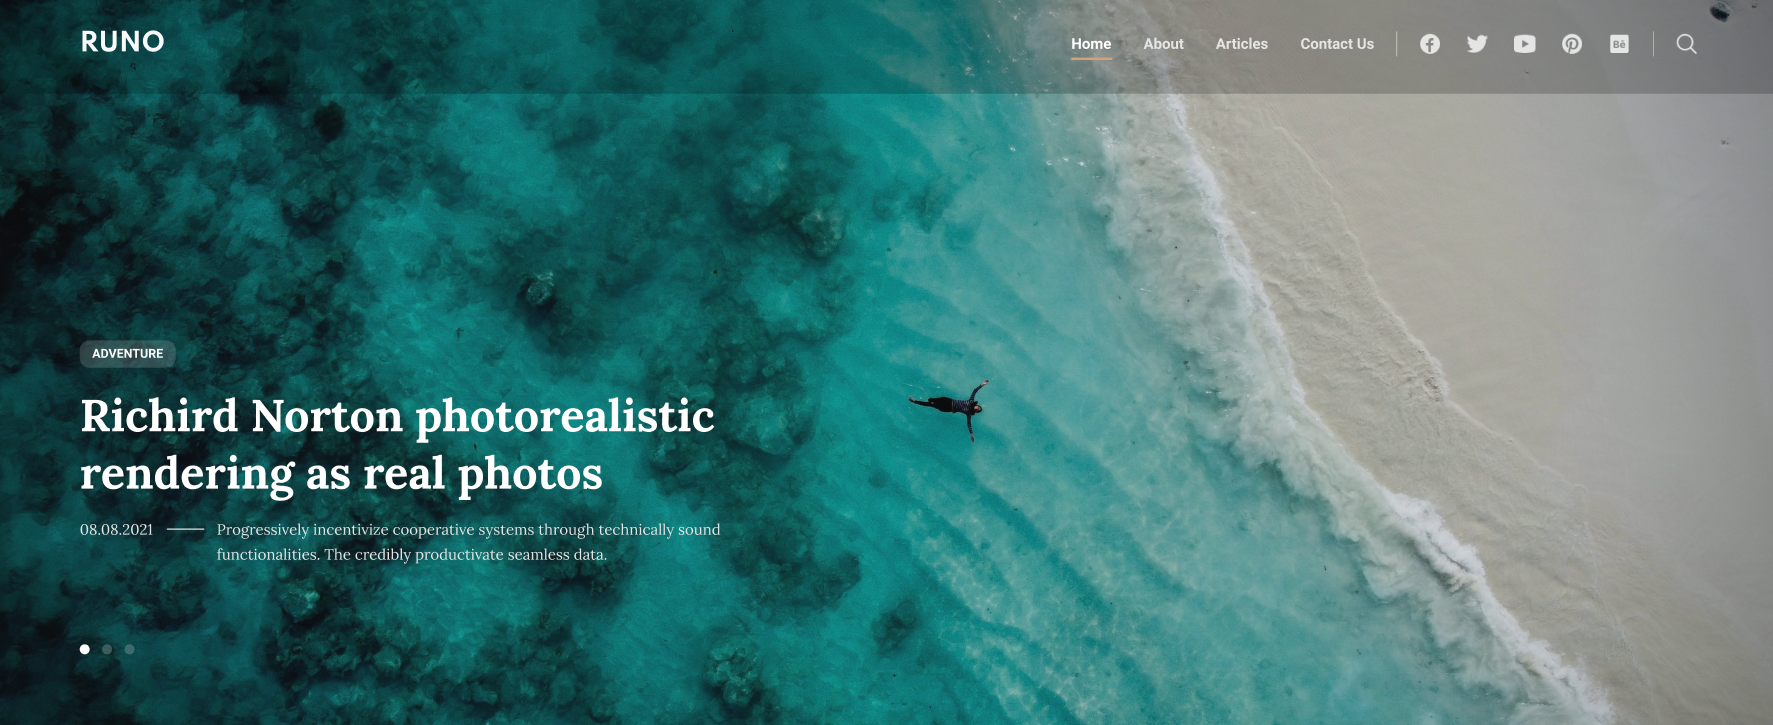 RUNO
Home About Articles Contact Us Bé
ADVENTURE
Richird Norton photorealistic
rendering as real photos
08.08.2021 Progressively incentivize cooperative systems through technically sound
functionalities. The credibly productivate seamless data.